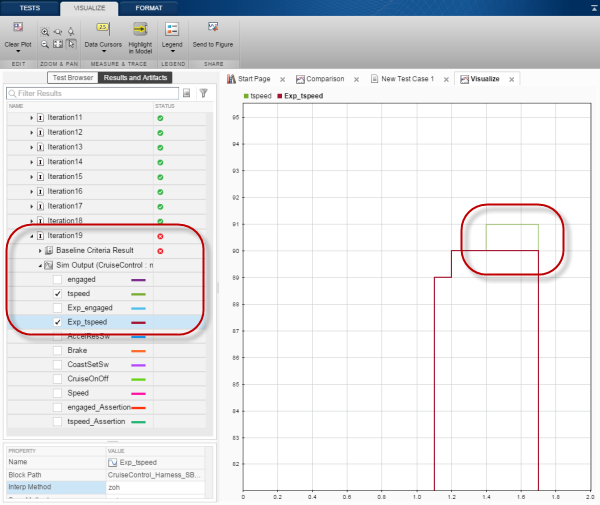 TESTS VISUALIZE FORMAT
Clear Plot
Data Cursors
Highlight in Model
Legend
Send to Figure
EDIT ZOOM & PAN MEASURE & TRACE LEGEND SHARE
Test Browser Results and Artifacts
Filter Results
NAME STATUS
Iteration11
Iteration12
Iteration13
Iteration14
Iteration15
Iteration16
Iteration17
Iteration18
Iteration19
Baseline Criteria Result
Sim Output (CruiseControl :
engaged
tspeed
Exp_engaged
Exp_tspeed
AccelResSw
Brake
CoastSetSw
CruiseOnOff
Speed
engaged_Assertion
tspeed_Assertion
PROPERTY VALUE
Name Exp_tspeed
Block Path CruiseControl_Harness_SB...
Interp Method zoh
Start Page Comparison New Test Case 1 Visualize
tspeed Exp_tspeed
95
94
93
92
91
90
89
88
87
86
85
84
83
82
0 0.2 0.4 0.6 0.8 1.0 1.2 1.4 1.6 1.8 2.0